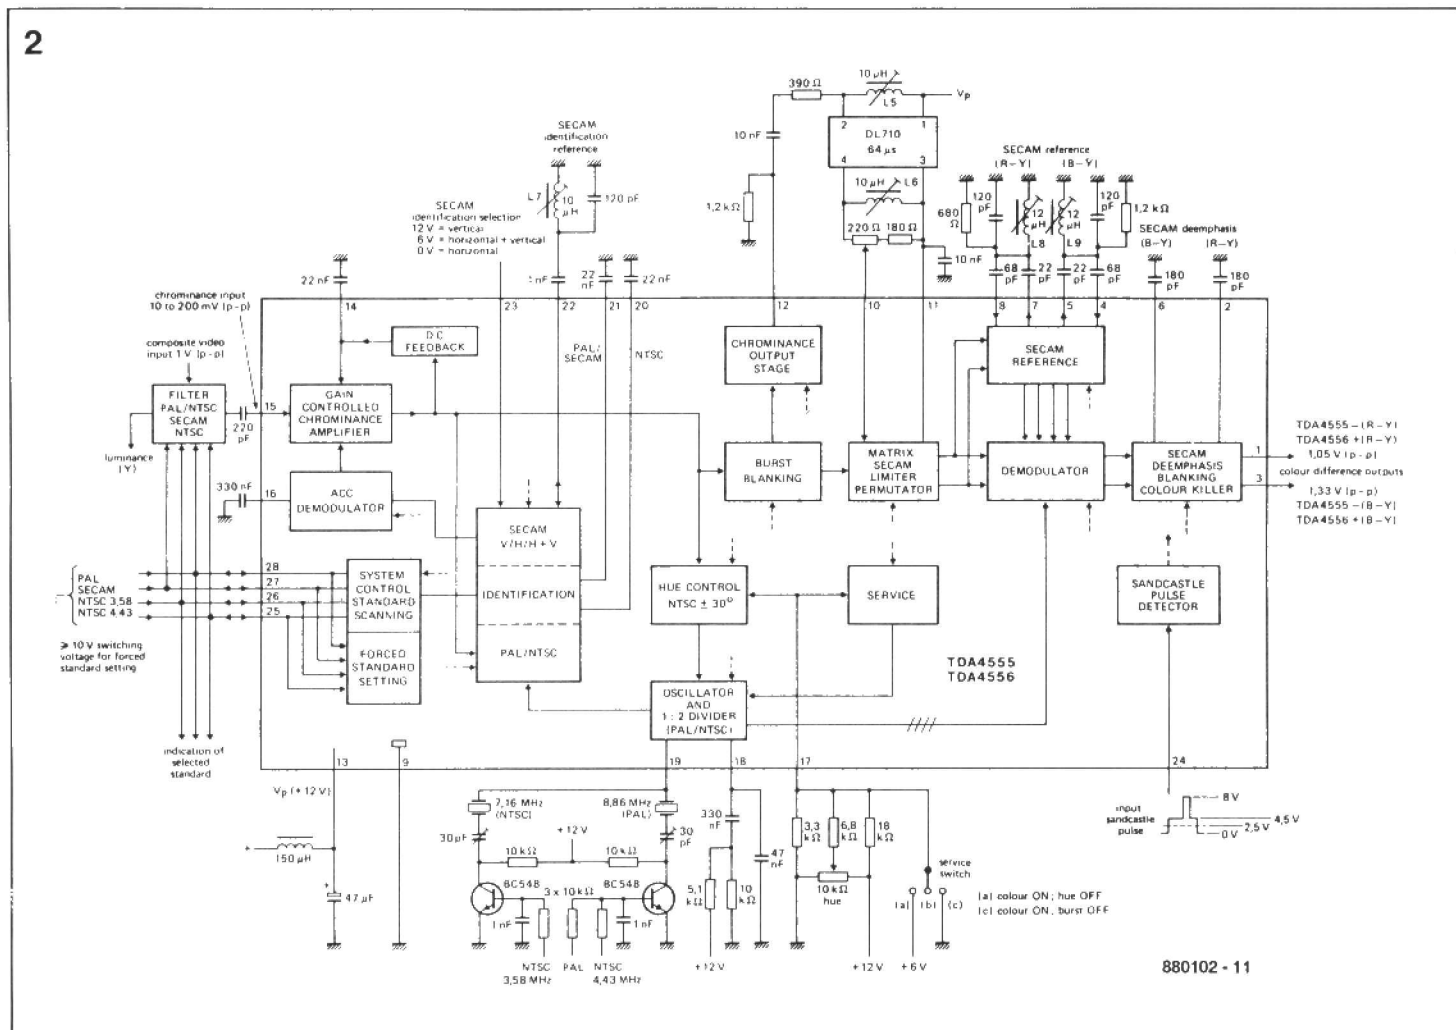 2
390 Ω
10 µH
L5
Vp
2
1
DL710
64 µs
4
3
10 nF
1,2 kΩ
10 µH
L6
220 Ω
180 Ω
10 nF
SECAM
identification
reference
L7
10
µH
120 pF
SECAM
identification selection
12 V = vertical
6 V = horizontal + vertical
0 V = horizontal
SECAM reference
(R–Y)
(B–Y)
680
Ω
120
pF
12
µH
L8
12
µH
L9
120
pF
1,2 kΩ
SECAM deemphasis
(B–Y)
(R–Y)
68
pF
22
pF
22
pF
68
pF
180
pF
180
pF
22 nF
1 nF
22
nF
22 nF
chrominance input
10 to 200 mV (p-p)
composite video
input 1 V (p-p)
14
23
22
21
20
12
10
11
8
7
5
4
6
2
DC
FEEDBACK
PAL/
SECAM
NTSC
CHROMINANCE
OUTPUT
STAGE
SECAM
REFERENCE
FILTER
PAL/NTSC
SECAM
NTSC
220
pF
15
GAIN
CONTROLLED
CHROMINANCE
AMPLIFIER
luminance
(Y)
BURST
BLANKING
MATRIX
SECAM
LIMITER
PERMUTATOR
DEMODULATOR
SECAM
DEEMPHASIS
BLANKING
COLOUR KILLER
1
3
TDA4555 –(R–Y)
TDA4556 +(R–Y)
1,05 V (p-p)
colour difference outputs
1,33 V (p-p)
TDA4555 –(B–Y)
TDA4556 +(B–Y)
330 nF
16
ACC
DEMODULATOR
SECAM
V/H/H + V
IDENTIFICATION
PAL/NTSC
PAL
SECAM
NTSC 3,58
NTSC 4,43
28
27
26
25
SYSTEM
CONTROL
STANDARD
SCANNING
FORCED
STANDARD
SETTING
⩾ 10 V switching
voltage for forced
standard setting
HUE CONTROL
NTSC ± 30°
SERVICE
SANDCASTLE
PULSE
DETECTOR
TDA4555
TDA4556
OSCILLATOR
AND
1 : 2 DIVIDER
(PAL/NTSC)
indication of
selected
standard
13
9
19
18
17
24
Vp (+ 12 V)
+
150 µH
+
47 µF
7,16 MHz
(NTSC)
8,86 MHz
(PAL)
30 pF
30
pF
+ 12 V
10 kΩ
10 kΩ
BC548
3 x 10 kΩ
BC548
1 nF
1 nF
NTSC
3,58 MHz
PAL
NTSC
4,43 MHz
330
nF
47
nF
5,1
kΩ
10
kΩ
+ 12 V
3,3
kΩ
6,8
kΩ
18
kΩ
10 kΩ
hue
+ 12 V
service
switch
(a)
(b)
(c)
+ 6 V
(a) colour ON; hue OFF
(c) colour ON; burst OFF
input
sandcastle
pulse
8 V
4,5 V
2,5 V
0 V
880102 - 11